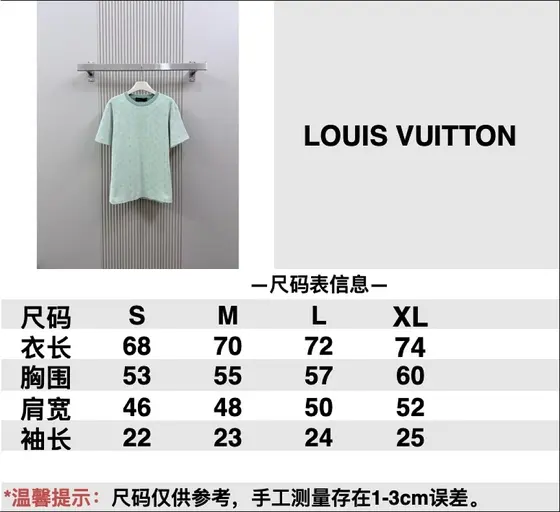 LOUIS VUITTON
—尺码表信息—
尺码 S M L XL
衣长 68 70 72 74
胸围 53 55 57 60
肩宽 46 48 50 52
袖长 22 23 24 25
*温馨提示：尺码仅供参考，手工测量存在1-3cm误差。